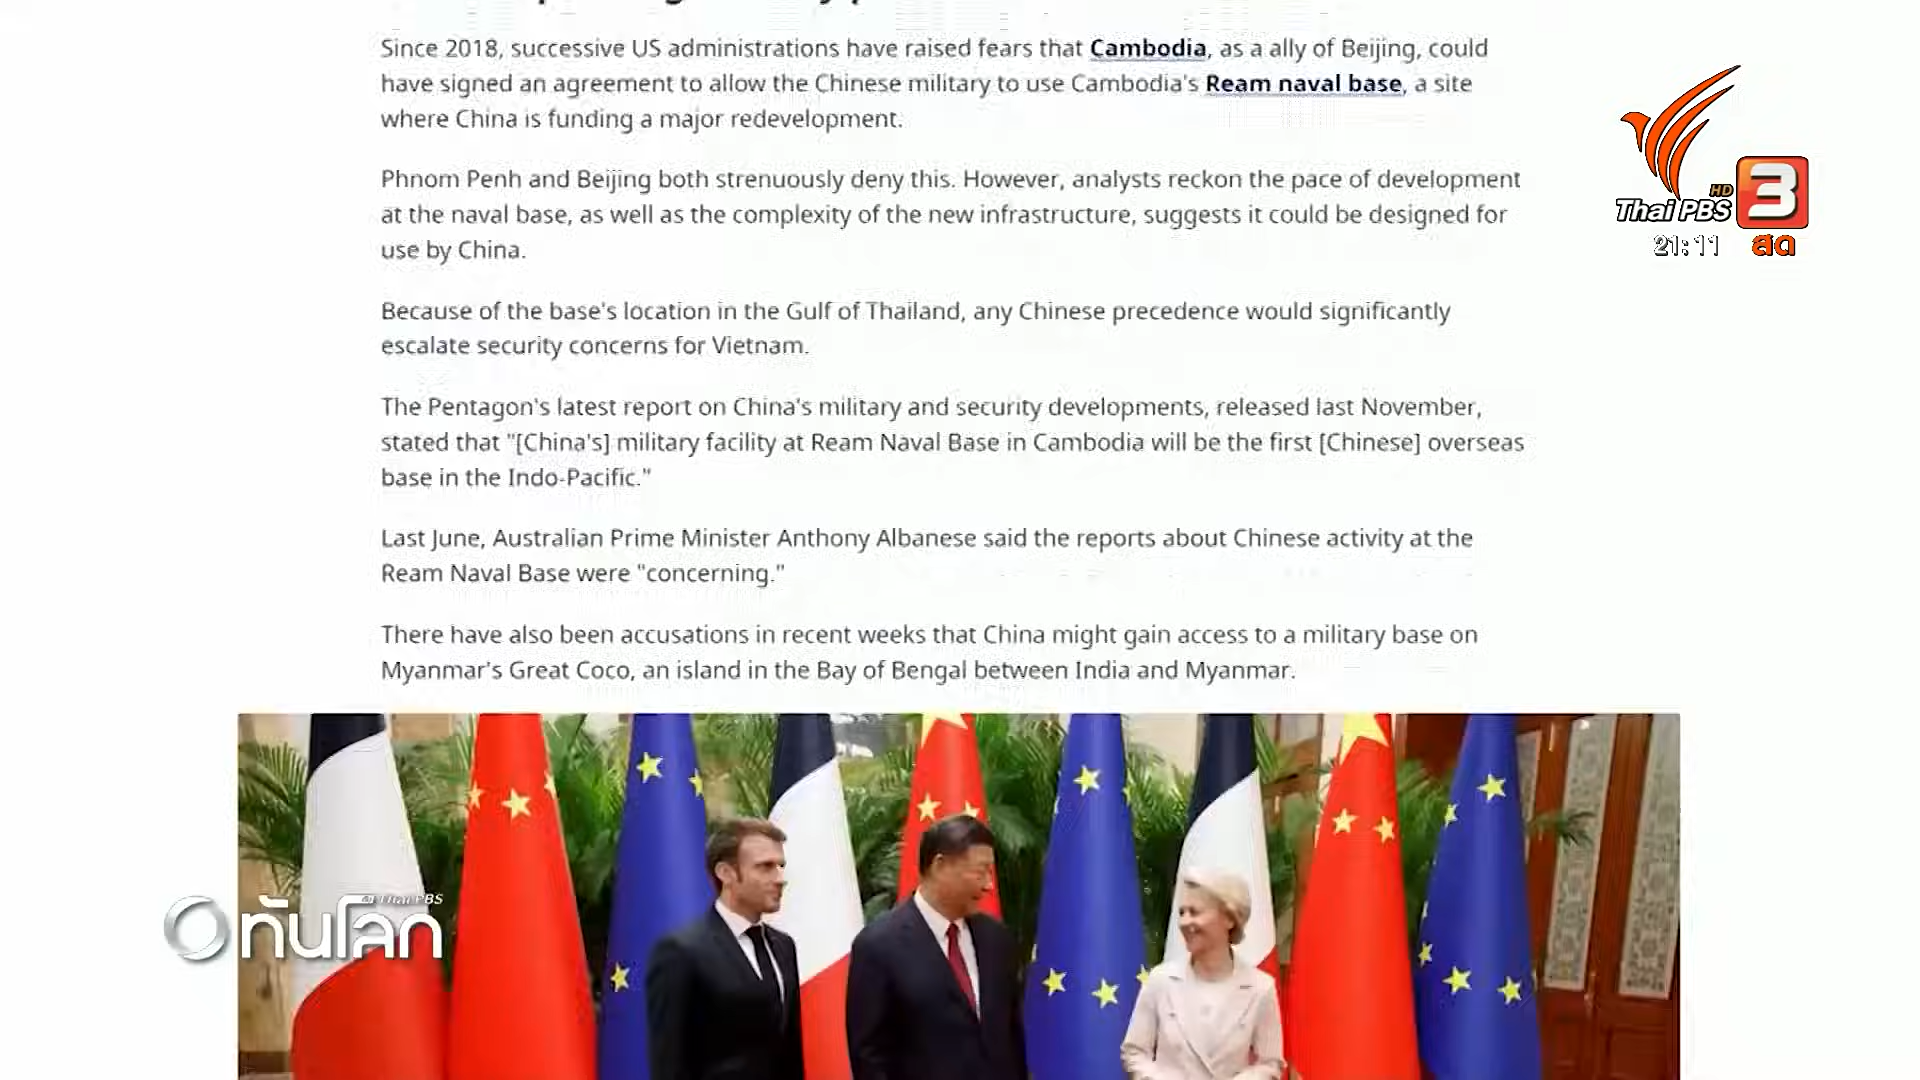 Since 2018, successive US administrations have raised fears that Cambodia, as a ally of Beijing, could
have signed an agreement to allow the Chinese military to use Cambodia's Ream naval base, a site
where China is funding a major redevelopment.
Phnom Penh and Beijing both strenuously deny this. However, analysts reckon the pace of development
at the naval base, as well as the complexity of the new infrastructure, suggests it could be designed for
use by China.
Because of the base's location in the Gulf of Thailand, any Chinese precedence would significantly
escalate security concerns for Vietnam.
The Pentagon's latest report on China's military and security developments, released last November,
stated that "[China's] military facility at Ream Naval Base in Cambodia will be the first [Chinese] overseas
base in the Indo-Pacific."
Last June, Australian Prime Minister Anthony Albanese said the reports about Chinese activity at the
Ream Naval Base were "concerning."
There have also been accusations in recent weeks that China might gain access to a military base on
Myanmar's Great Coco, an island in the Bay of Bengal between India and Myanmar.
Thai PBS HD 3
21:11 สด
ที่ Thai PBS
ทันโลก